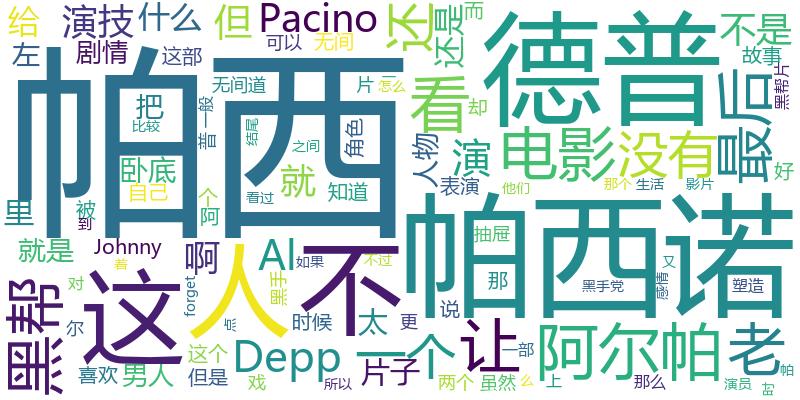 给 演技 什么 但 Pacino 还 德普 不是
左 剧情 这部 可以 无间 还是 而 故事
把 无间道 片 一 怎么 看 最后 黑帮片
帕西 比较 普 一般 结尾 角色 电影 没有
卧底 就 之间 人物 演
自己 个 阿 知道 看过 表演 他们 那个 生活 影片 好
里 被 到 帕西诺
就是 Johnny 啊 人 Al 不 如果 不过 抽屉 那 黑手党 感情 又 塑造
黑帮 着 这 forget 黑手 说
对 尔 点 时候 太 更 让 阿尔帕 老
这个 Depp 一个 一部
喜欢 男人 但是 戏 所以 片子 两个 虽然 么 上 那么 演员 出 帕